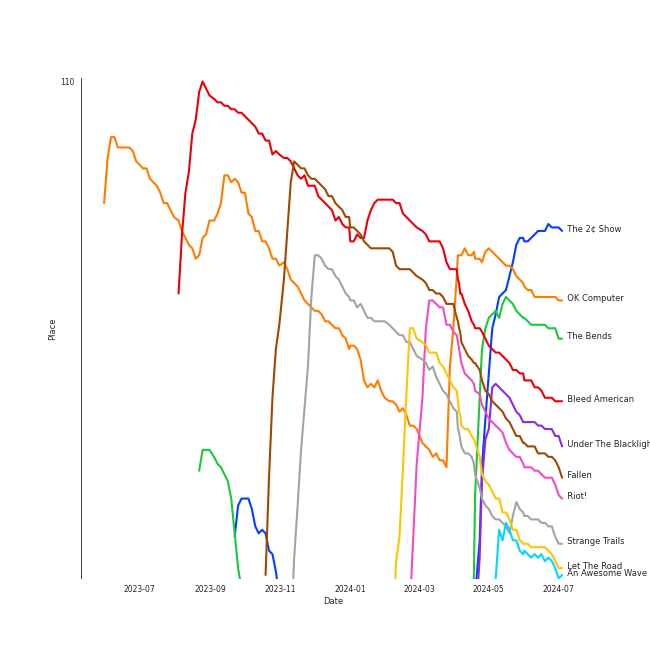 110
Place
The 2¢ Show
OK Computer
The Bends
Bleed American
Under The Blackligh
Fallen
Riot!
Strange Trails
Let The Road
An Awesome Wave
2023-07 2023-09 2023-11 2024-01 2024-03 2024-05 2024-07
Date